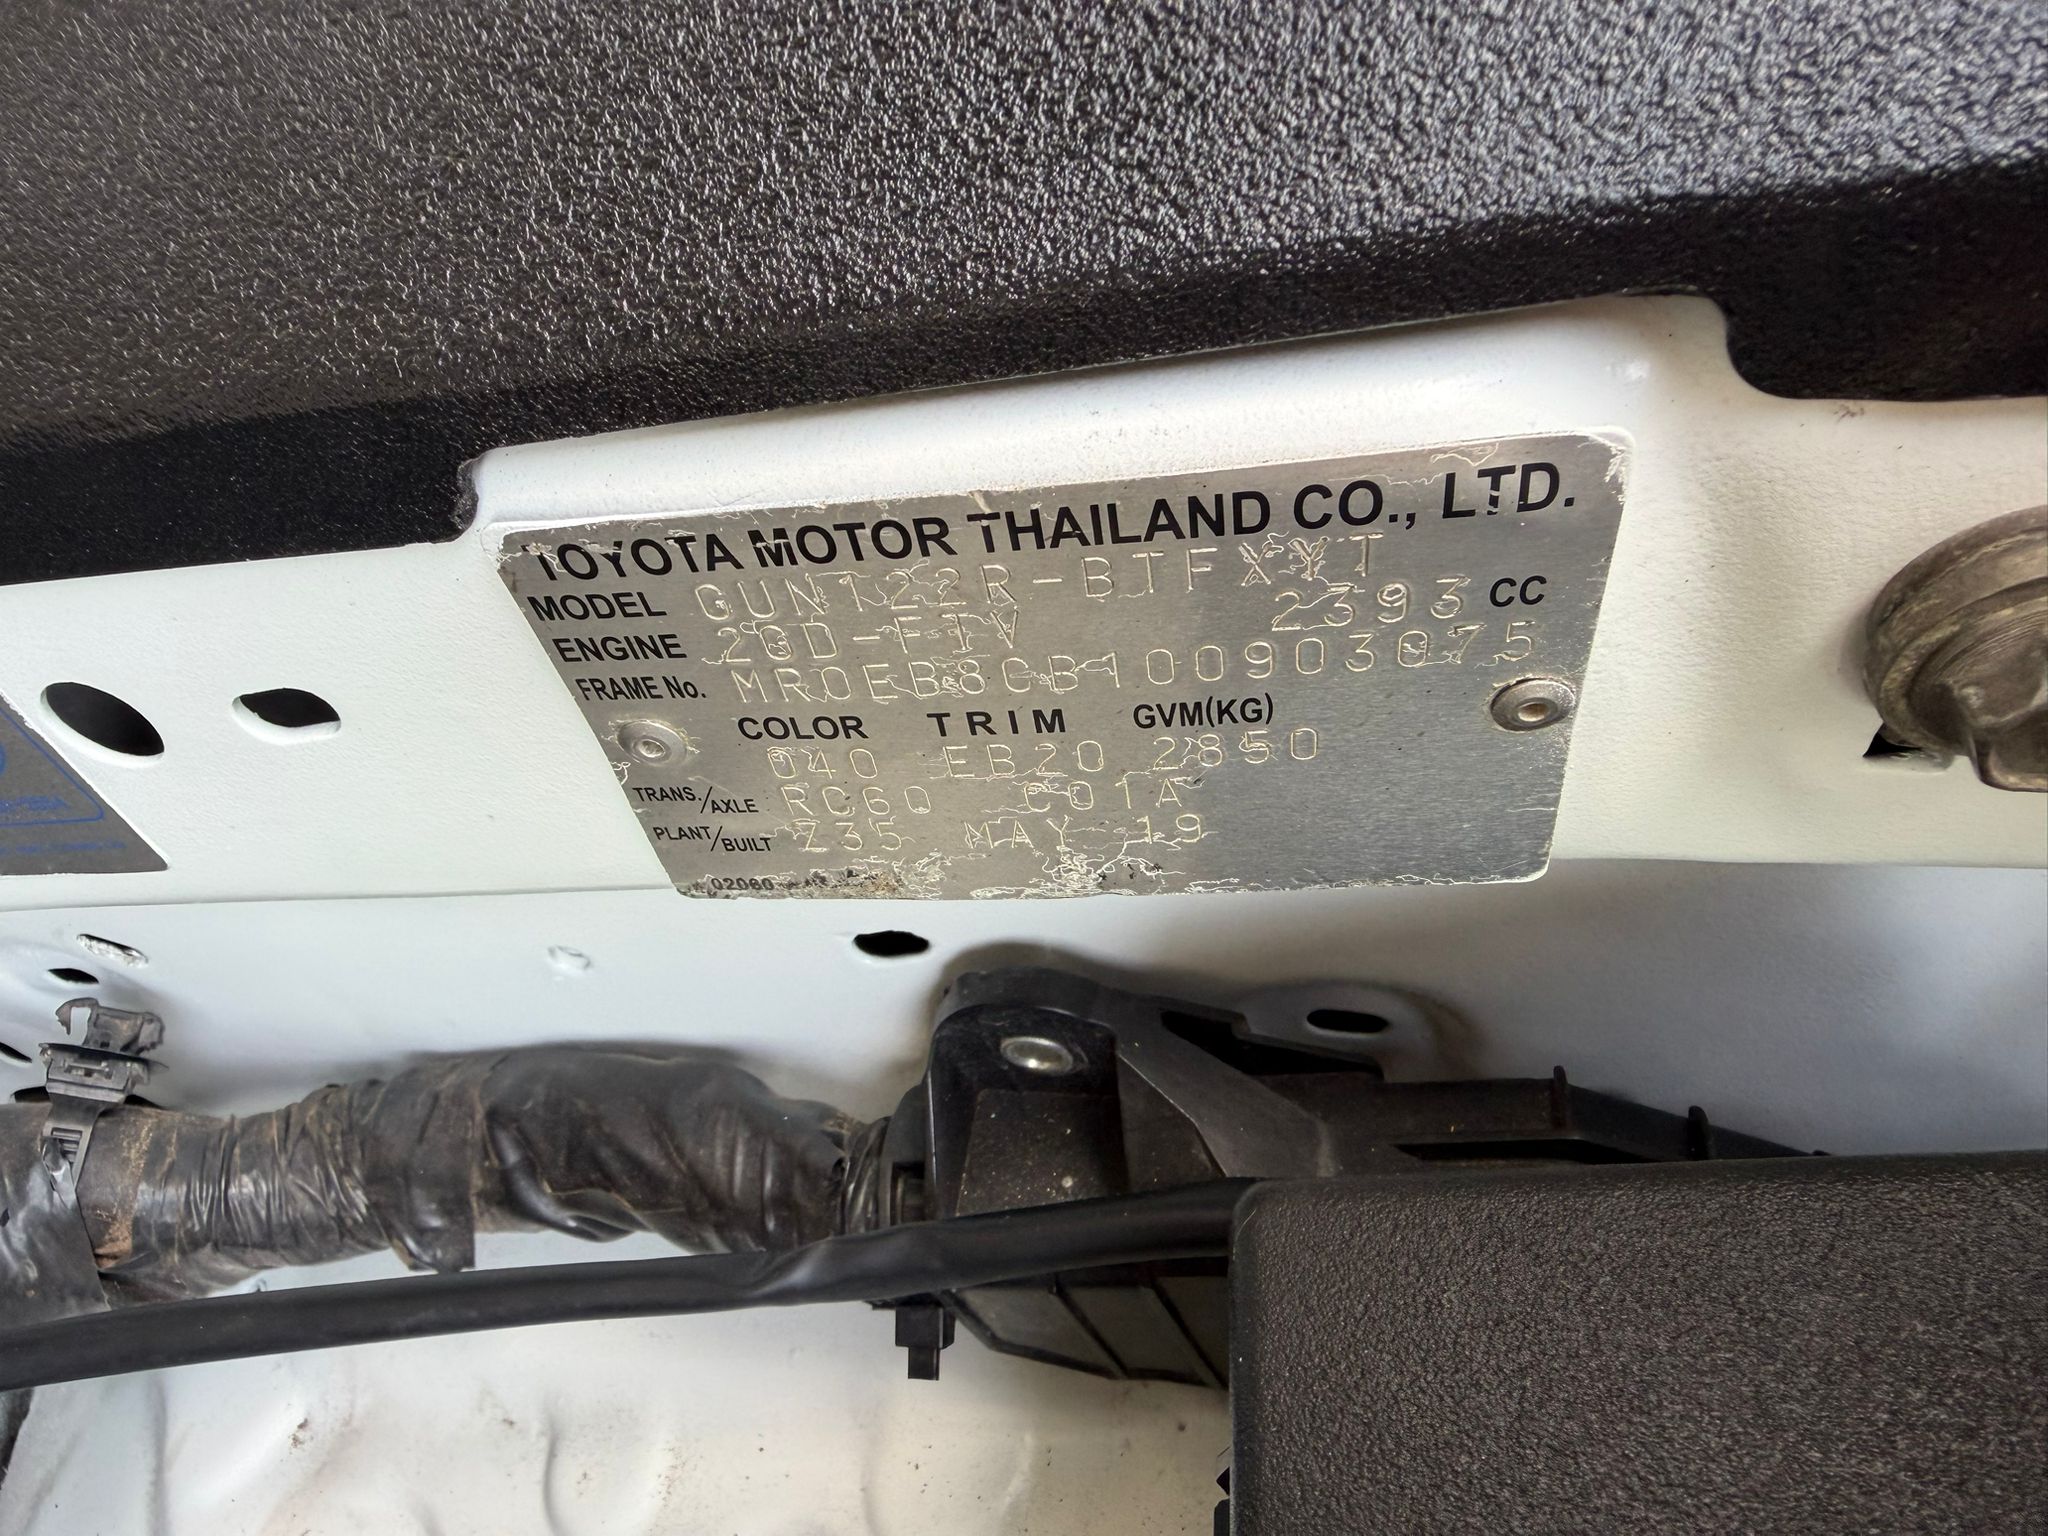 TOYOTA MOTOR THAILAND CO., LTD.
MODEL GUN122R-BTFXYT
ENGINE 2GD-FTV 2393 CC
FRAME No. MR0EB8CB100903075
COLOR TRIM GVM(KG)
040 EB20 2850
TRANS./AXLE RC60 C01A
PLANT/BUILT Z35 MAY 19
02060